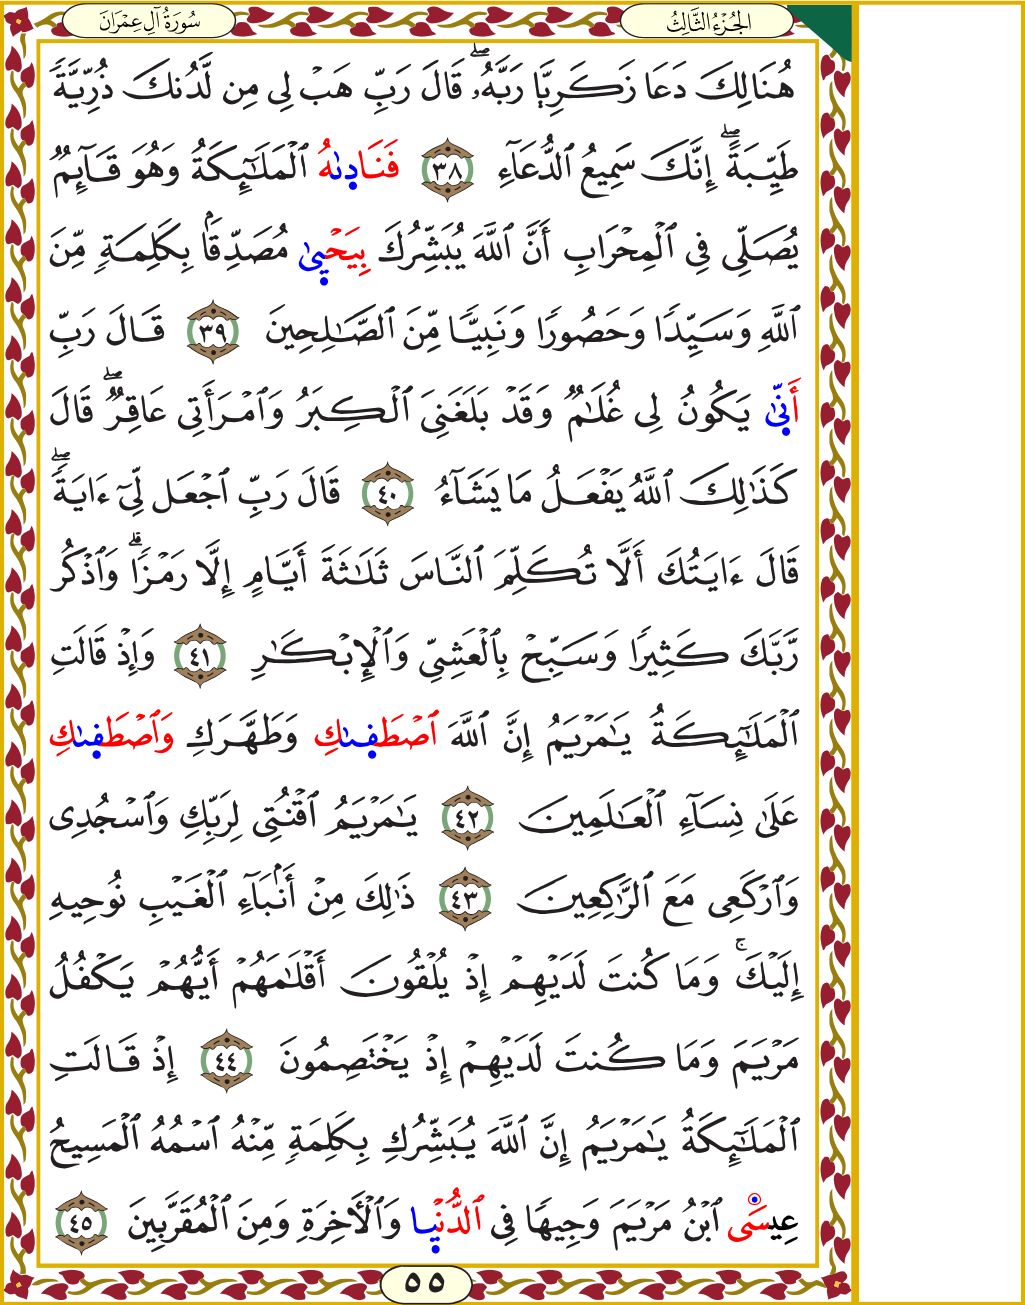 الجُزْءُ الثَّالِثُ
سُورَةُ آلِ عِمْرَانَ
هُنَالِكَ دَعَا زَكَرِيَّا رَبَّهُۥۖ قَالَ رَبِّ هَبْ لِي مِن لَّدُنكَ ذُرِّيَّةٗ
طَيِّبَةًۖ إِنَّكَ سَمِيعُ ٱلدُّعَآءِ ٣٨ فَنَادِىٰهُ ٱلْمَلَٰٓئِكَةُ وَهُوَ قَآئِمٞ
يُصَلِّي فِي ٱلْمِحْرَابِ أَنَّ ٱللَّهَ يُبَشِّرُكَ بِيَحْيِىٰ مُصَدِّقَۢا بِكَلِمَةٖ مِّنَ
ٱللَّهِ وَسَيِّدٗا وَحَصُورٗا وَنَبِيّٗا مِّنَ ٱلصَّٰلِحِينَ ٣٩ قَالَ رَبِّ
أَنِّىٰ يَكُونُ لِي غُلَٰمٞ وَقَدْ بَلَغَنِيَ ٱلْكِبَرُ وَٱمْرَأَتِي عَاقِرٞۖ قَالَ
كَذَٰلِكَ ٱللَّهُ يَفْعَلُ مَا يَشَآءُ ٤٠ قَالَ رَبِّ ٱجْعَل لِّيٓ ءَايَةٗۖ
قَالَ ءَايَتُكَ أَلَّا تُكَلِّمَ ٱلنَّاسَ ثَلَٰثَةَ أَيَّامٍ إِلَّا رَمْزٗاۗ وَٱذْكُر
رَّبَّكَ كَثِيرٗا وَسَبِّحْ بِٱلْعَشِيِّ وَٱلْإِبْكَٰرِ ٤١ وَإِذْ قَالَتِ
ٱلْمَلَٰٓئِكَةُ يَٰمَرْيَمُ إِنَّ ٱللَّهَ ٱصْطَفِىٰكِ وَطَهَّرَكِ وَٱصْطَفِىٰكِ
عَلَىٰ نِسَآءِ ٱلْعَٰلَمِينَ ٤٢ يَٰمَرْيَمُ ٱقْنُتِي لِرَبِّكِ وَٱسْجُدِي
وَٱرْكَعِي مَعَ ٱلرَّٰكِعِينَ ٤٣ ذَٰلِكَ مِنْ أَنۢبَآءِ ٱلْغَيْبِ نُوحِيهِ
إِلَيْكَۚ وَمَا كُنتَ لَدَيْهِمْ إِذْ يُلْقُونَ أَقْلَٰمَهُمْ أَيُّهُمْ يَكْفُلُ
مَرْيَمَ وَمَا كُنتَ لَدَيْهِمْ إِذْ يَخْتَصِمُونَ ٤٤ إِذْ قَالَتِ
ٱلْمَلَٰٓئِكَةُ يَٰمَرْيَمُ إِنَّ ٱللَّهَ يُبَشِّرُكِ بِكَلِمَةٖ مِّنْهُ ٱسْمُهُ ٱلْمَسِيحُ
عِيسَى ٱبْنُ مَرْيَمَ وَجِيهٗا فِي ٱلدُّنْيِا وَٱلْأٓخِرَةِ وَمِنَ ٱلْمُقَرَّبِينَ ٤٥
٥٥